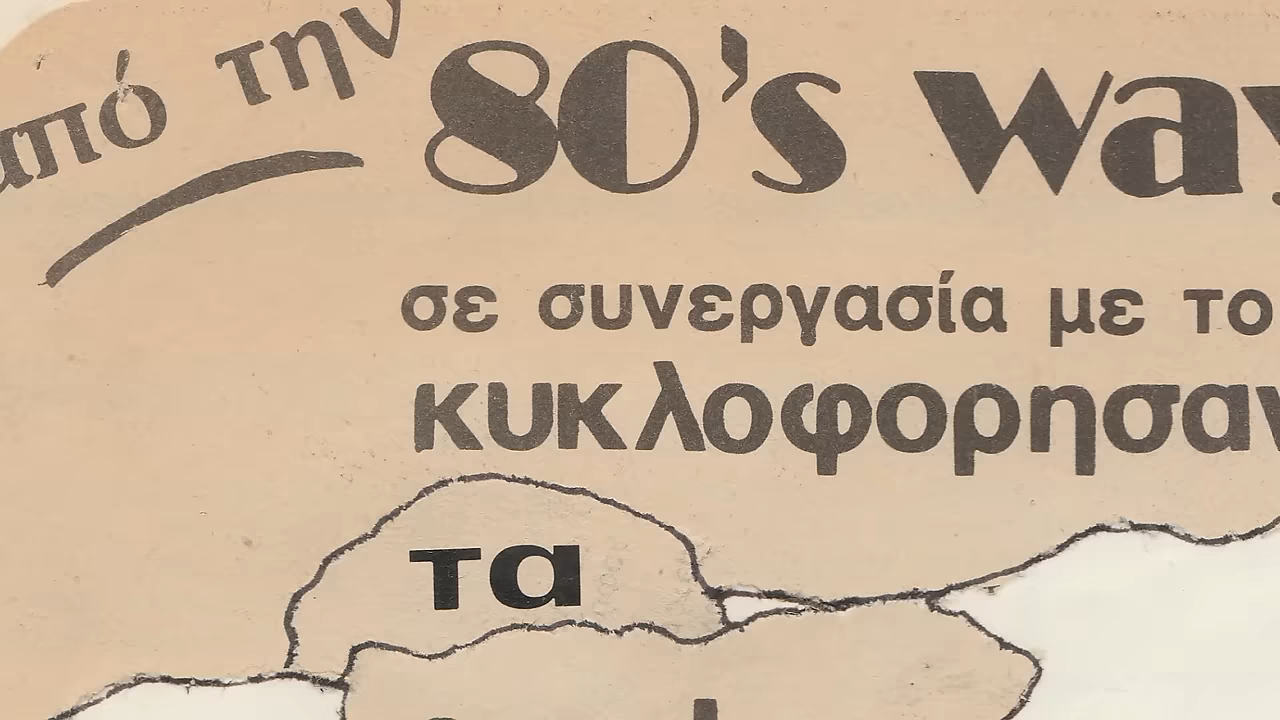 από την
80's way
σε συνεργασία με το
κυκλοφορησαν
τα